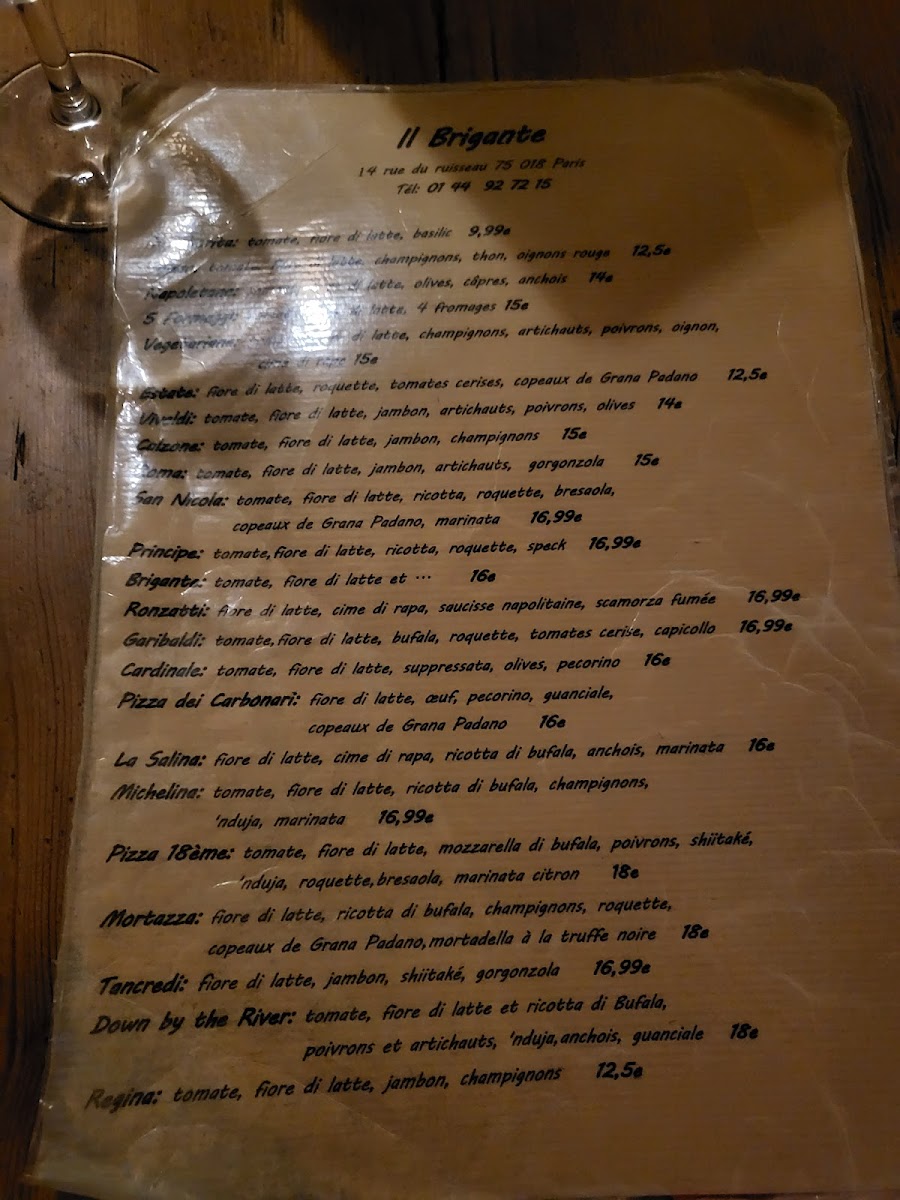 Il Brigante
14 rue du ruisseau 75 018 Paris
Tél: 01 44 92 72 15
tomate, fiore di latte, basilic 9,99e
latte, champignons, thon, oignons rouge 12,5e
Napoletana: latte, olives, câpres, anchois 14e
5 Formaggi: latte, 4 fromages 15e
Vegetariana: di latte, champignons, artichauts, poivrons, oignon,
cime di rapa 15e
Estate: fiore di latte, roquette, tomates cerises, copeaux de Grana Padano 12,5e
Vivaldi: tomate, fiore di latte, jambon, artichauts, poivrons, olives 14e
Calzone: tomate, fiore di latte, jambon, champignons 15e
Roma: tomate, fiore di latte, jambon, artichauts, gorgonzola 15e
San Nicola: tomate, fiore di latte, ricotta, roquette, bresaola,
copeaux de Grana Padano, marinata 16,99e
Principe: tomate, fiore di latte, ricotta, roquette, speck 16,99e
Brigante: tomate, fiore di latte et ... 16e
Ronzatti: fiore di latte, cime di rapa, saucisse napolitaine, scamorza fumée 16,99e
Garibaldi: tomate, fiore di latte, bufala, roquette, tomates cerise, capicollo 16,99e
Cardinale: tomate, fiore di latte, suppressata, olives, pecorino 16e
Pizza dei Carbonari: fiore di latte, œuf, pecorino, guanciale,
copeaux de Grana Padano 16e
La Salina: fiore di latte, cime di rapa, ricotta di bufala, anchois, marinata 16e
Michelina: tomate, fiore di latte, ricotta di bufala, champignons,
'nduja, marinata 16,99e
Pizza 18ème: tomate, fiore di latte, mozzarella di bufala, poivrons, shiïtaké,
'nduja, roquette, bresaola, marinata citron 18e
Mortazza: fiore di latte, ricotta di bufala, champignons, roquette,
copeaux de Grana Padano, mortadella à la truffe noire 18e
Tancredi: fiore di latte, jambon, shiïtaké, gorgonzola 16,99e
Down by the River: tomate, fiore di latte et ricotta di Bufala,
poivrons et artichauts, 'nduja, anchois, guanciale 18e
Regina: tomate, fiore di latte, jambon, champignons 12,5e